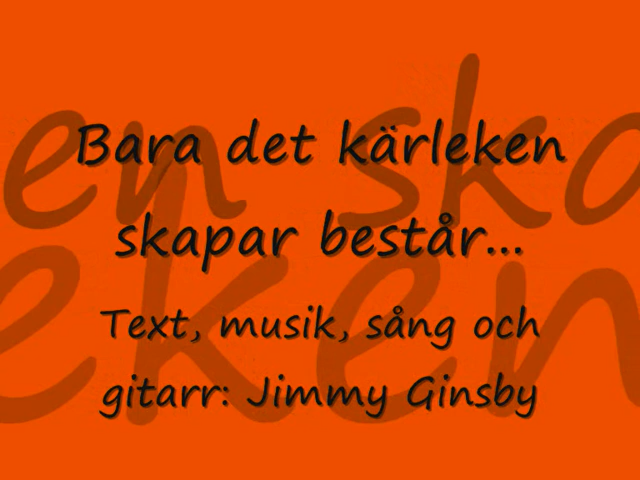 Bara det kärleken
skapar består...
Text, musik, sång och
gitarr: Jimmy Ginsby